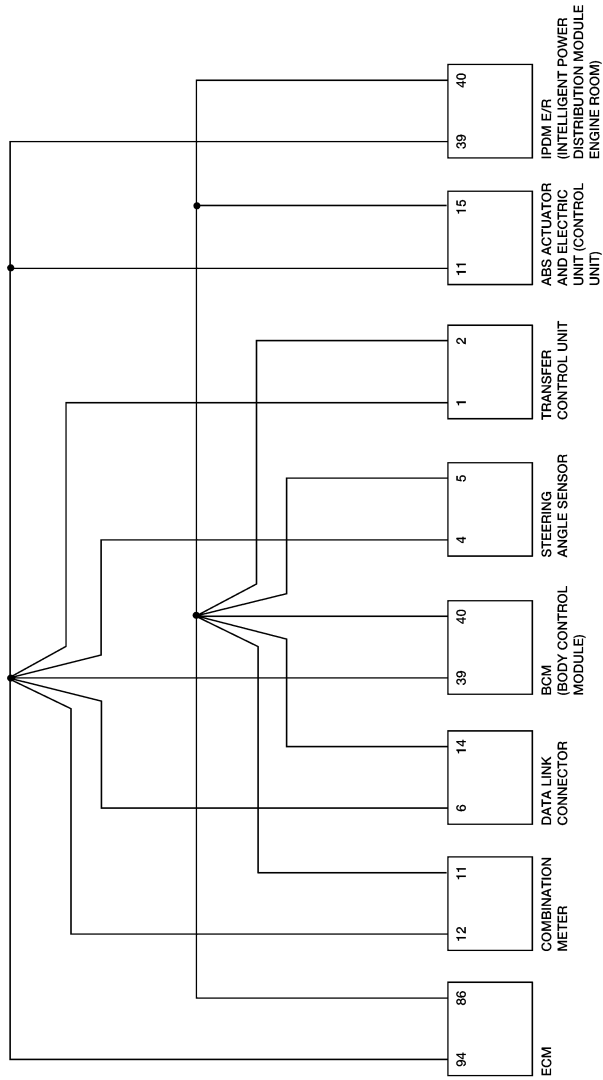 94
86
ECM
12
11
COMBINATION
METER
6
14
DATA LINK
CONNECTOR
39
40
BCM
(BODY CONTROL
MODULE)
4
5
STEERING
ANGLE SENSOR
1
2
TRANSFER
CONTROL UNIT
11
15
ABS ACTUATOR
AND ELECTRIC
UNIT (CONTROL
UNIT)
39
40
IPDM E/R
(INTELLIGENT POWER
DISTRIBUTION MODULE
ENGINE ROOM)